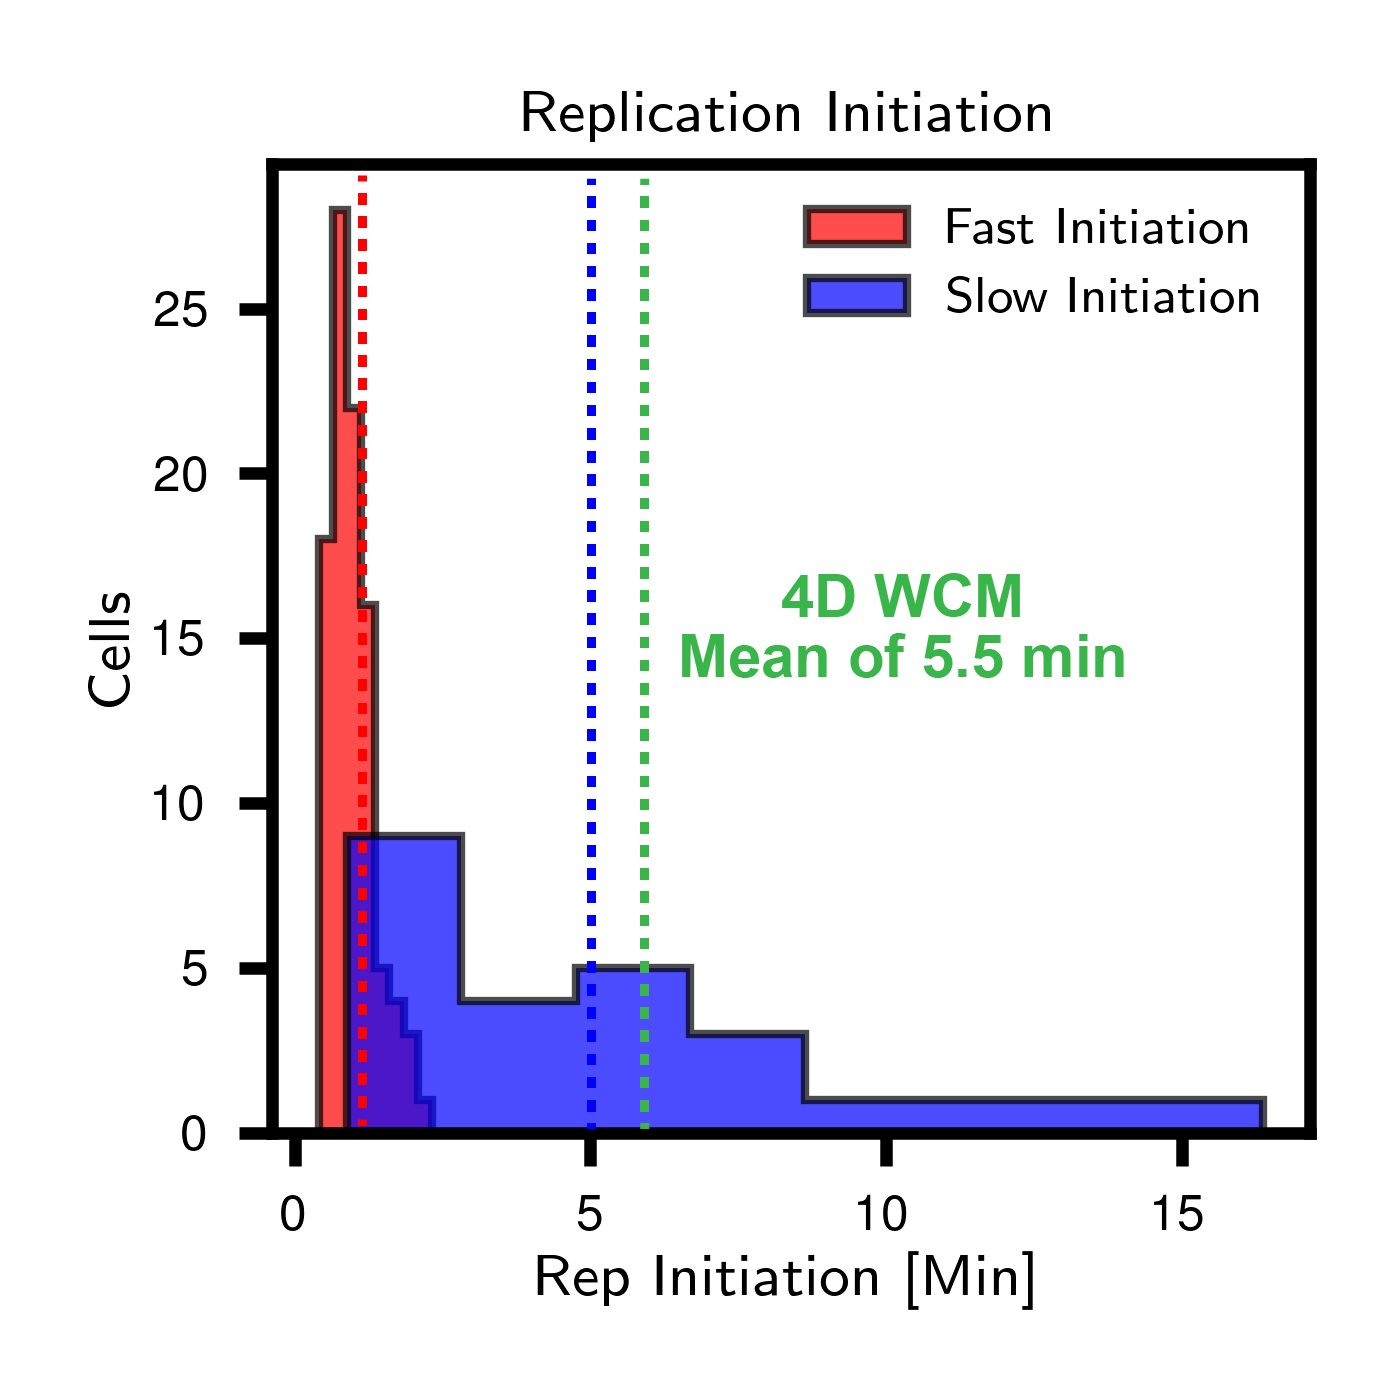 Replication Initiation
Fast Initiation
Slow Initiation
4D WCM
Mean of 5.5 min
Cells
25
20
15
10
5
0
0 5 10 15
Rep Initiation [Min]